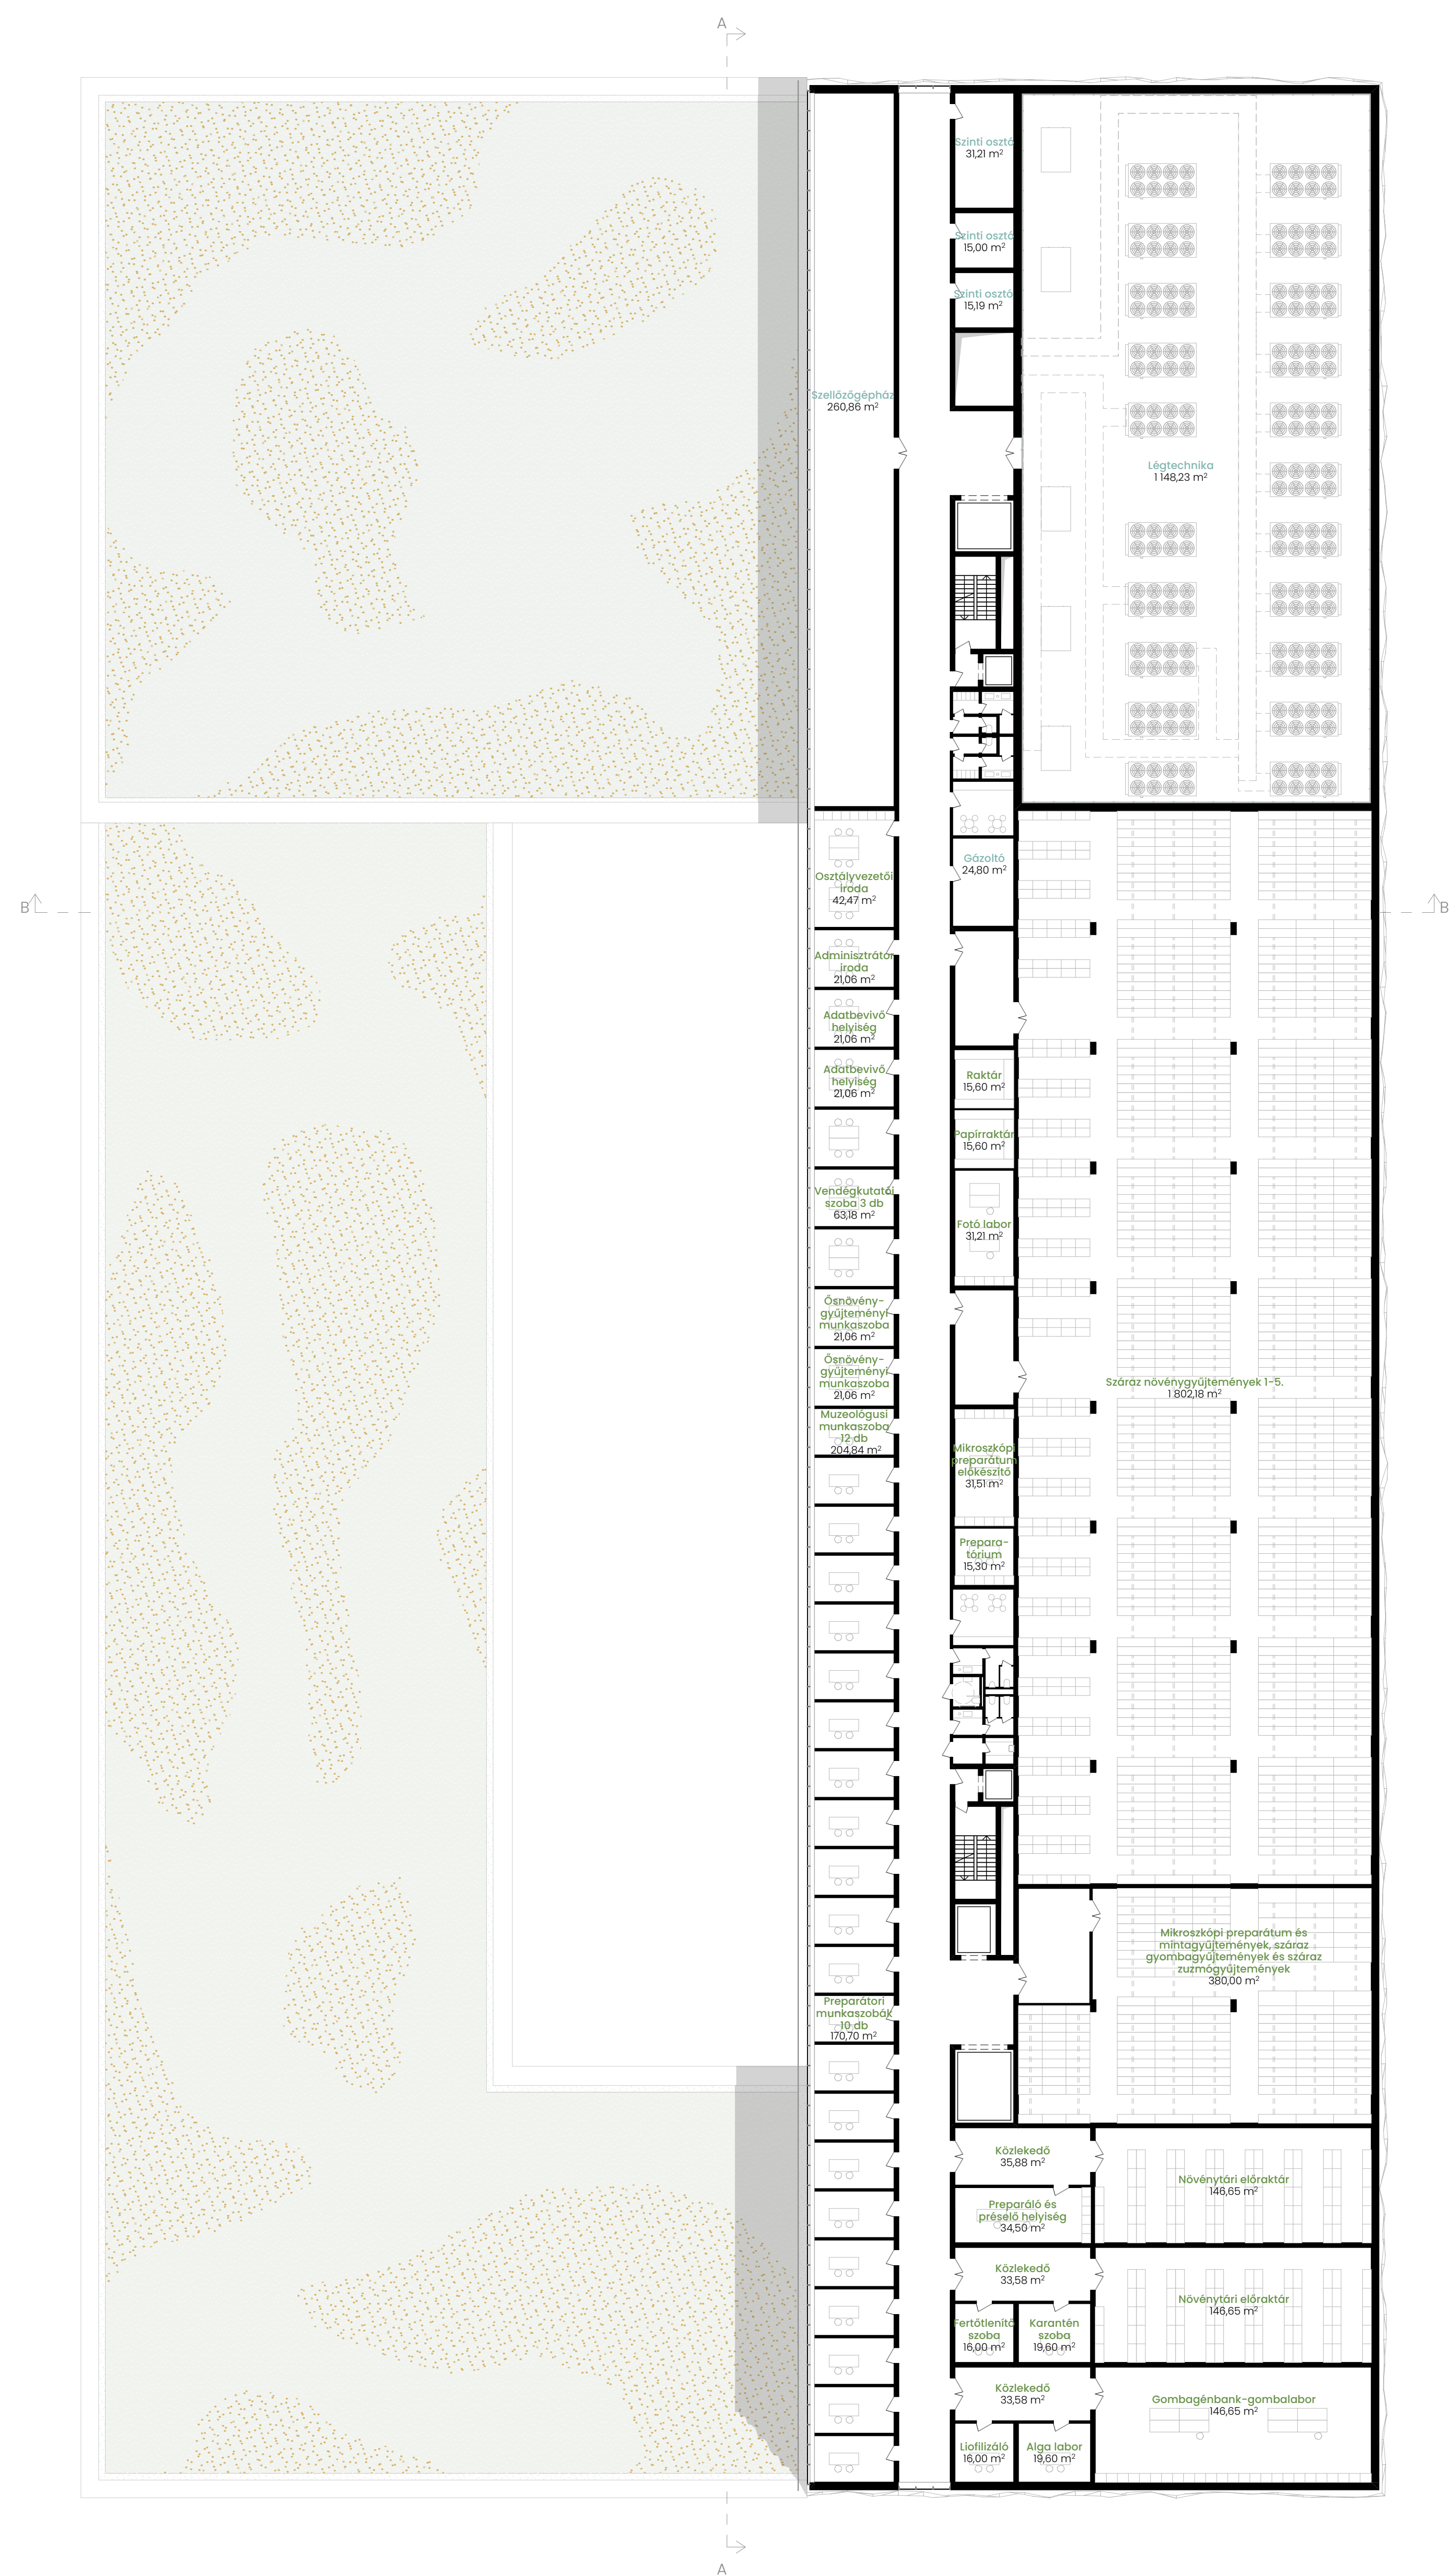 A
Szinti osztó
31,21 m²
Szinti osztó
15,00 m²
Szinti osztó
15,19 m²
Szellőzőgépház
260,86 m²
Légtechnika
1 148,23 m²
Gázoltó
24,80 m²
Osztályvezetői
iroda
42,47 m²
B
B
Adminisztrátor
iroda
21,06 m²
Adatbevivő
helyiség
21,06 m²
Adatbevivő
helyiség
21,06 m²
Raktár
15,60 m²
Papírraktár
15,60 m²
Vendégkutatói
szoba 3 db
63,18 m²
Fotó labor
31,21 m²
Ősnövény-
gyűjteményi
munkaszoba
21,06 m²
Ősnövény-
gyűjteményi
munkaszoba
21,06 m²
Száraz növénygyűjtemények 1-5.
1 802,18 m²
Muzeológusi
munkaszoba
12 db
204,84 m²
Mikroszkópi
preparátum
előkészítő
31,51 m²
Prepara-
tórium
15,30 m²
Mikroszkópi preparátum és
mintagyűjtemények, száraz
gyombagyűjtemények és száraz
zuzmógyűjtemények
380,00 m²
Preparátori
munkaszobák
10 db
170,70 m²
Közlekedő
35,88 m²
Növénytári előraktár
146,65 m²
Preparáló és
préselő helyiség
34,50 m²
Közlekedő
33,58 m²
Növénytári előraktár
146,65 m²
Fertőtlenítő
szoba
16,00 m²
Karantén
szoba
19,60 m²
Közlekedő
33,58 m²
Gombagénbank-gombalabor
146,65 m²
Liofilizáló
16,00 m²
Alga labor
19,60 m²
A